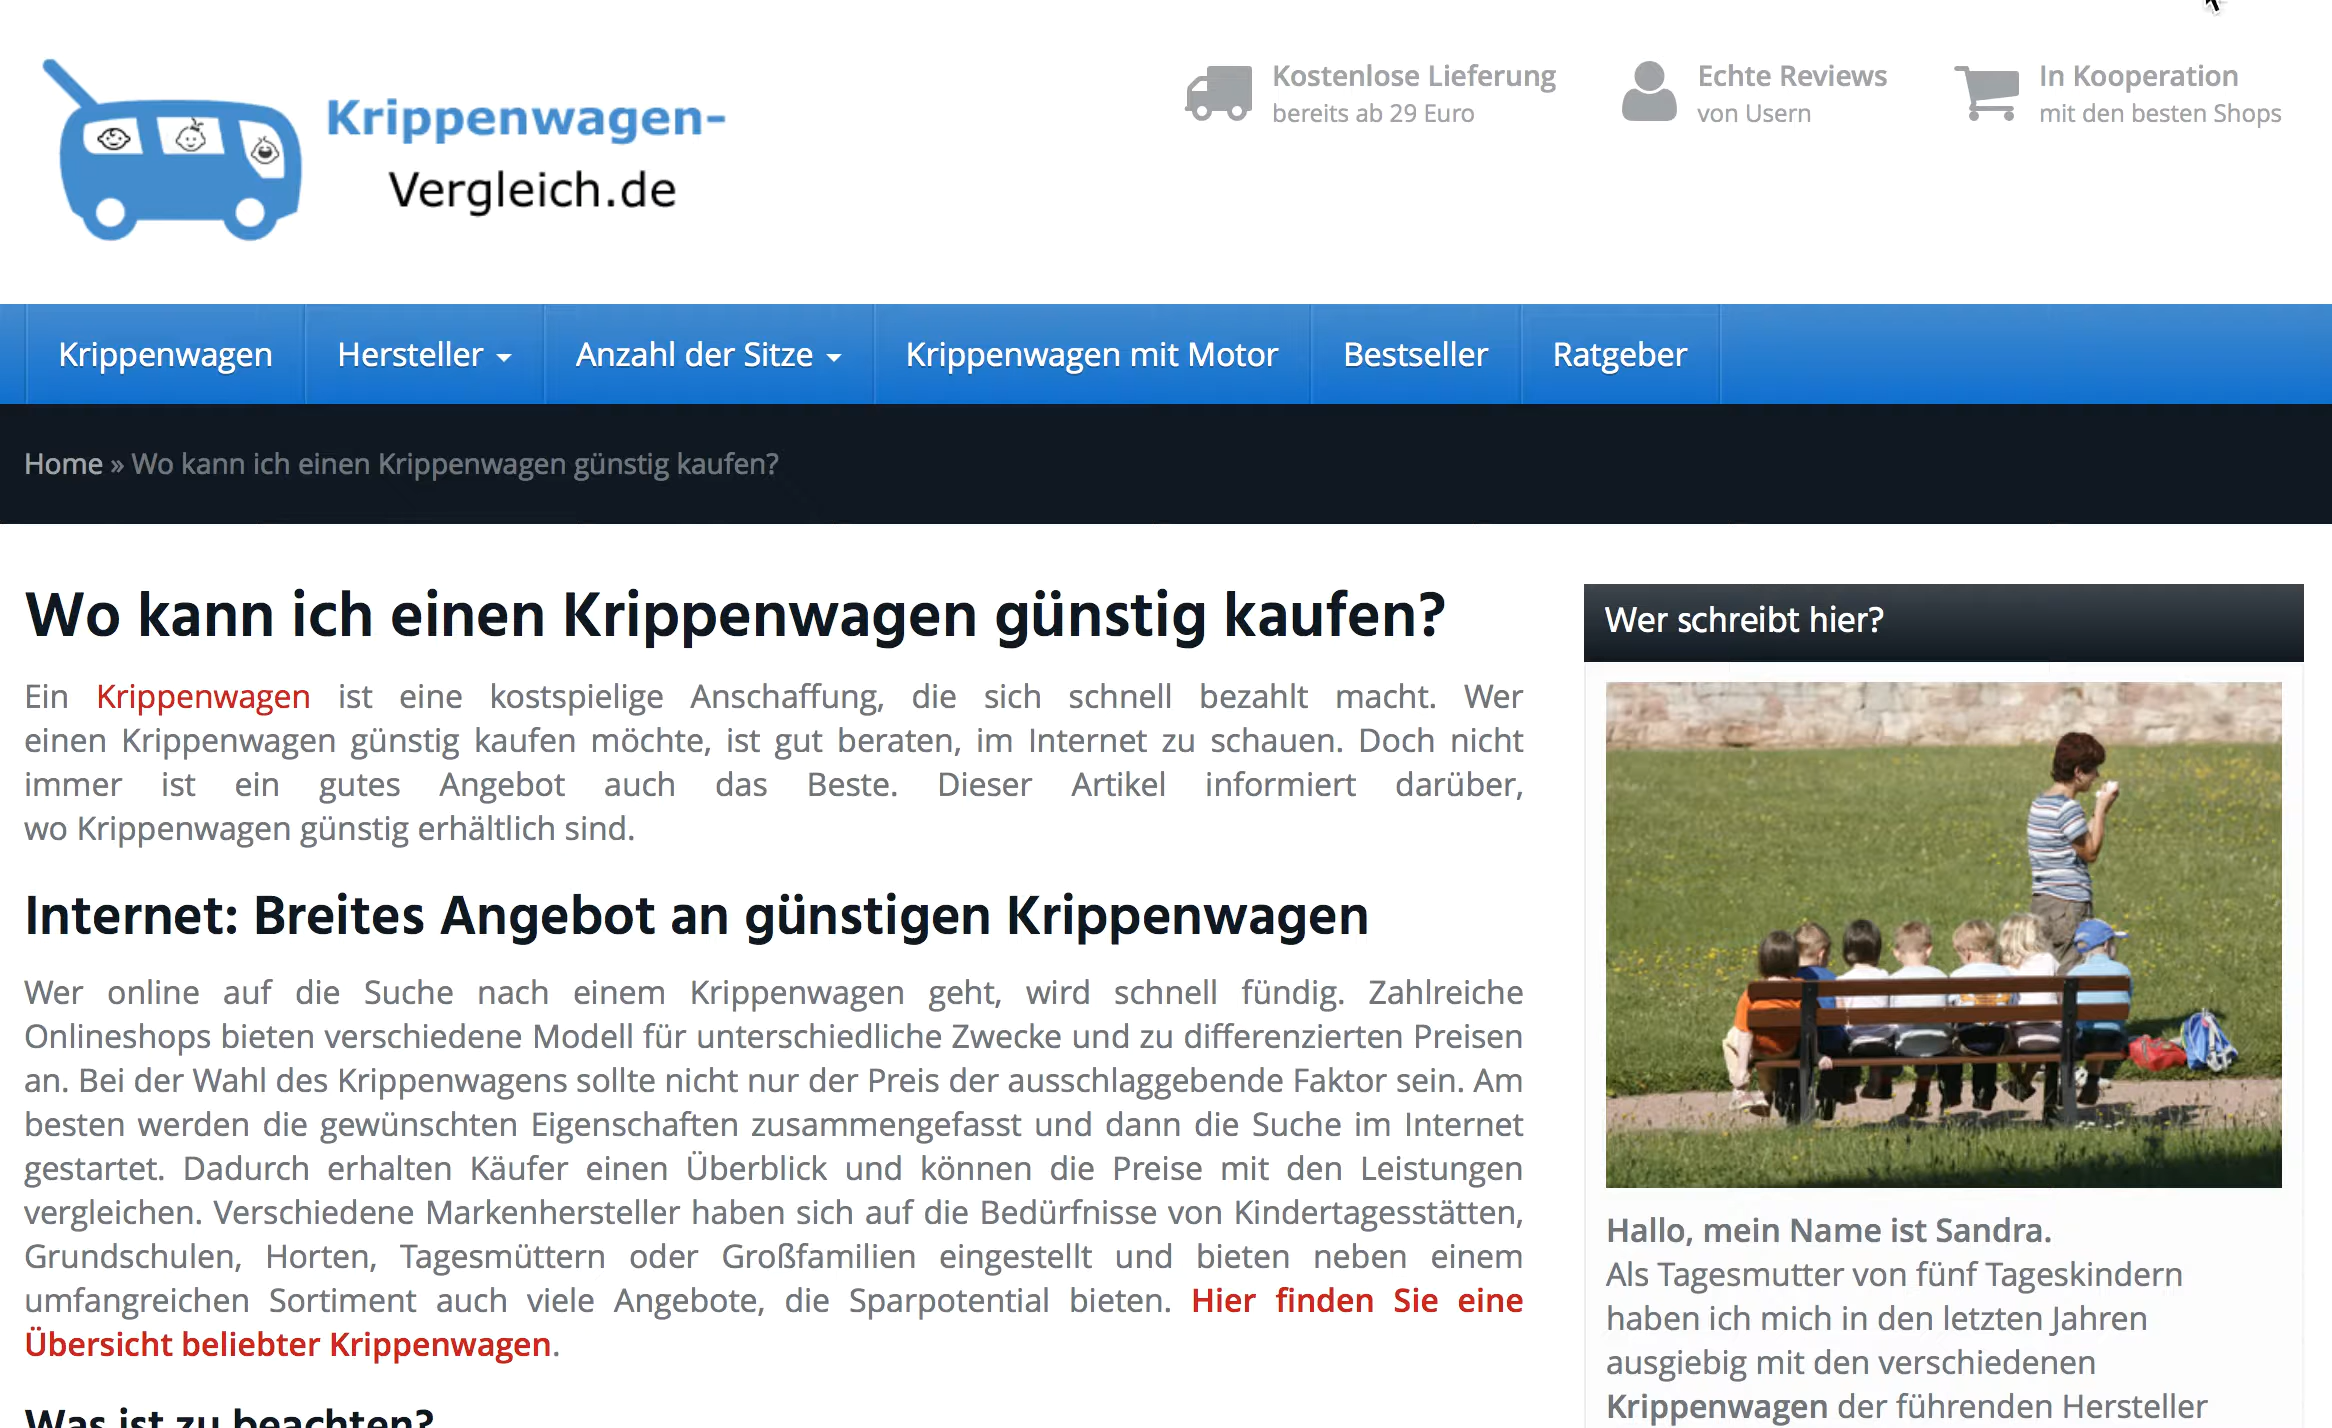 Krippenwagen-
Vergleich.de
Kostenlose Lieferung
bereits ab 29 Euro
Echte Reviews
von Usern
In Kooperation
mit den besten Shops
Krippenwagen
Hersteller
Anzahl der Sitze
Krippenwagen mit Motor
Bestseller
Ratgeber
Home » Wo kann ich einen Krippenwagen günstig kaufen?
Wo kann ich einen Krippenwagen günstig kaufen?
Ein Krippenwagen ist eine kostspielige Anschaffung, die sich schnell bezahlt macht. Wer
einen Krippenwagen günstig kaufen möchte, ist gut beraten, im Internet zu schauen. Doch nicht
immer ist ein gutes Angebot auch das Beste. Dieser Artikel informiert darüber,
wo Krippenwagen günstig erhältlich sind.
Internet: Breites Angebot an günstigen Krippenwagen
Wer online auf die Suche nach einem Krippenwagen geht, wird schnell fündig. Zahlreiche
Onlineshops bieten verschiedene Modell für unterschiedliche Zwecke und zu differenzierten Preisen
an. Bei der Wahl des Krippenwagens sollte nicht nur der Preis der ausschlaggebende Faktor sein. Am
besten werden die gewünschten Eigenschaften zusammengefasst und dann die Suche im Internet
gestartet. Dadurch erhalten Käufer einen Überblick und können die Preise mit den Leistungen
vergleichen. Verschiedene Markenhersteller haben sich auf die Bedürfnisse von Kindertagesstätten,
Grundschulen, Horten, Tagesmüttern oder Großfamilien eingestellt und bieten neben einem
umfangreichen Sortiment auch viele Angebote, die Sparpotential bieten. Hier finden Sie eine
Übersicht beliebter Krippenwagen.
Was ist zu beachten?
Wer schreibt hier?
Hallo, mein Name ist Sandra.
Als Tagesmutter von fünf Tageskindern
haben ich mich in den letzten Jahren
ausgiebig mit den verschiedenen
Krippenwagen der führenden Hersteller